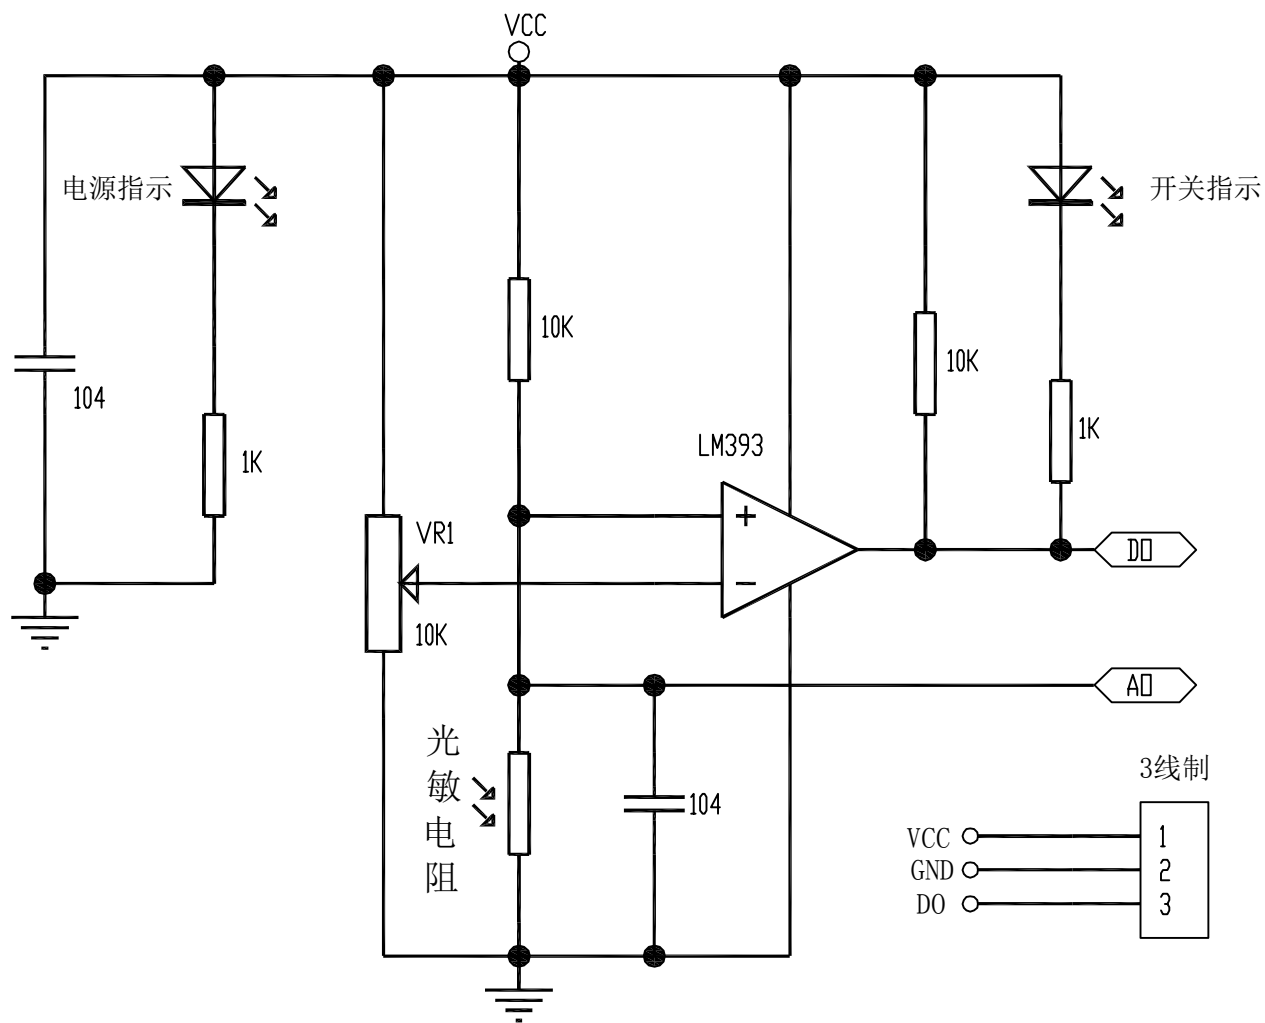 VCC
电源指示
开关指示
10K
10K
104
1K
1K
LM393
+
VR1
DO
−
10K
AO
光
敏
电
阻
104
3线制
VCC 1
GND 2
DO 3